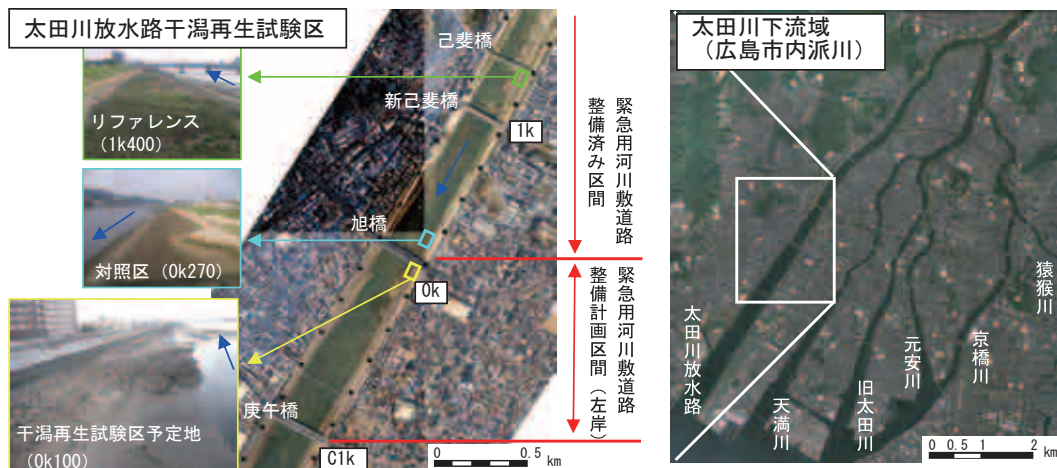 太田川放水路干潟再生試験区
リファレンス
(1k400)
対照区(0k270)
干潟再生試験区予定地
(0k100)
己斐橋
新己斐橋
1k
旭橋
0k
庚午橋
C1k
0 0.5
km
緊急用河川敷道路
整備済み区間
緊急用河川敷道路
整備計画区間(左岸)
太田川下流域
(広島市内派川)
太田川放水路
天満川
旧太田川
元安川
京橋川
猿猴川
0 0.5 1 2
km